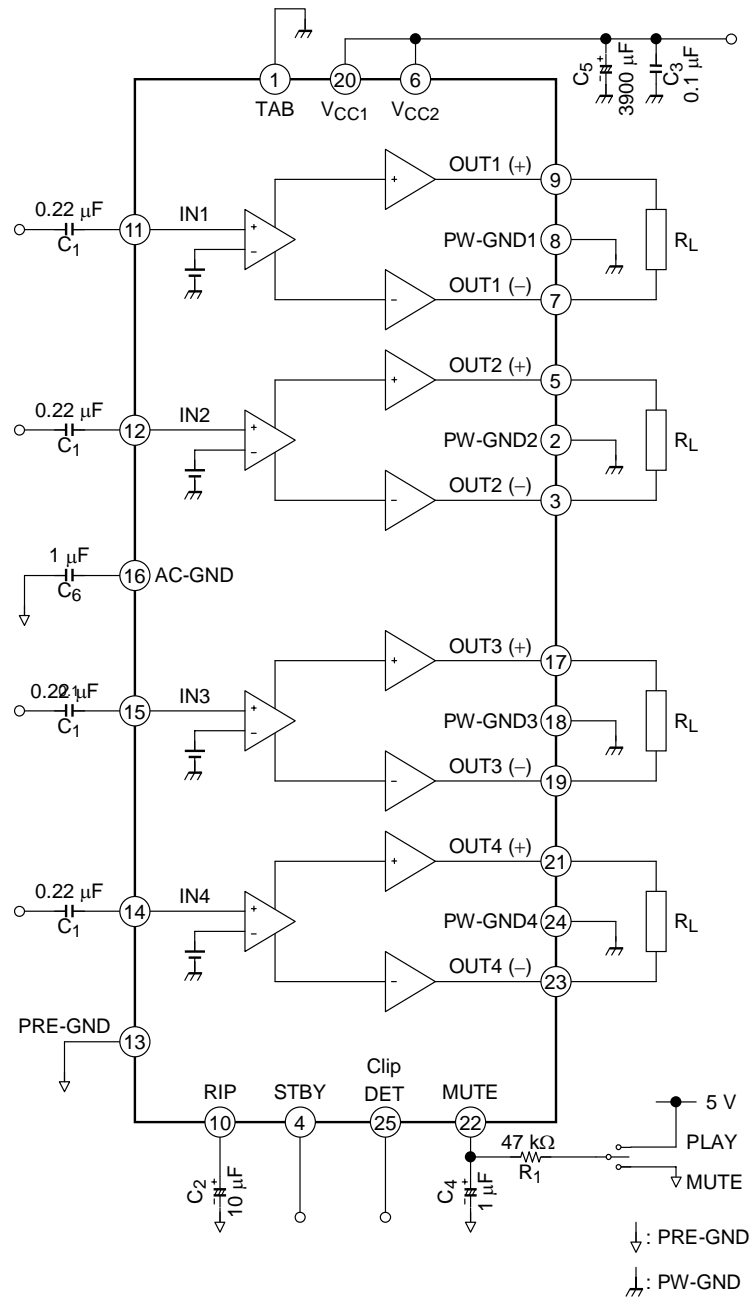 1
TAB
20
VCC1
6
VCC2
C5
3900 μF
C3
0.1 μF
0.22 μF
C1
11
IN1
OUT1 (+)
9
PW-GND1
8
OUT1 (−)
7
RL
0.22 μF
C1
12
IN2
OUT2 (+)
5
PW-GND2
2
OUT2 (−)
3
RL
1 μF
C6
16
AC-GND
C1
15
IN3
OUT3 (+)
17
PW-GND3
18
OUT3 (−)
19
RL
0.22 μF
C1
14
IN4
OUT4 (+)
21
PW-GND4
24
OUT4 (−)
23
RL
PRE-GND
13
RIP
10
STBY
4
Clip
DET
25
MUTE
22
C2
10 μF
C4
1 μF
47 kΩ
R1
5 V
PLAY
MUTE
: PRE-GND
: PW-GND